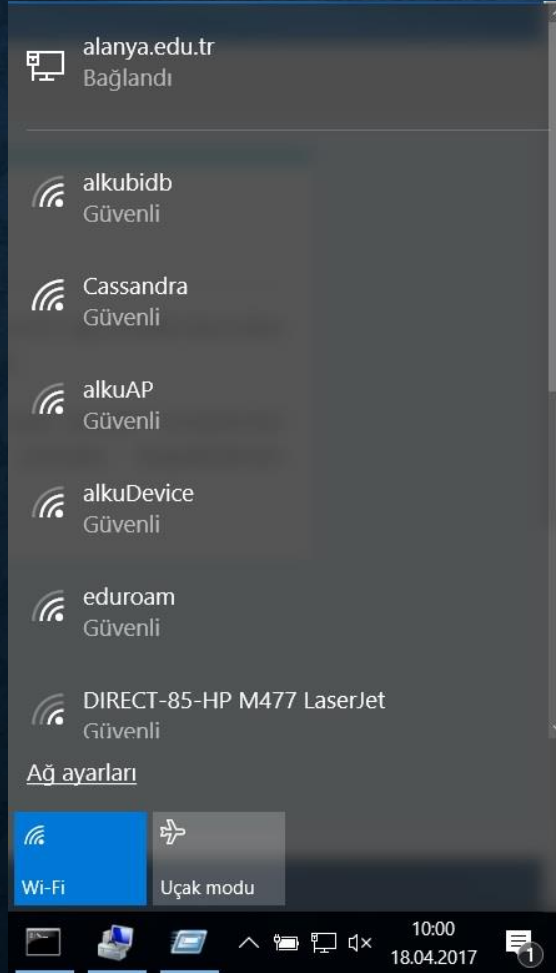 alanya.edu.tr
Bağlandı
alkubidb
Güvenli
Cassandra
Güvenli
alkuAP
Güvenli
alkuDevice
Güvenli
eduroam
Güvenli
DIRECT-85-HP M477 LaserJet
Güvenli
Ağ ayarları
Wi-Fi
Uçak modu
10:00
18.04.2017
1